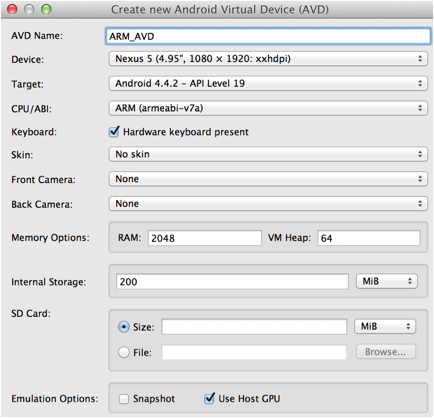 Create new Android Virtual Device (AVD)
AVD Name: ARM_AVD
Device: Nexus 5 (4.95", 1080 × 1920: xxhdpi)
Target: Android 4.4.2 - API Level 19
CPU/ABI: ARM (armeabi-v7a)
Keyboard: Hardware keyboard present
Skin: No skin
Front Camera: None
Back Camera: None
Memory Options: RAM: 2048 VM Heap: 64
Internal Storage: 200 MiB
SD Card:
Size: MiB
File: Browse...
Emulation Options: Snapshot Use Host GPU